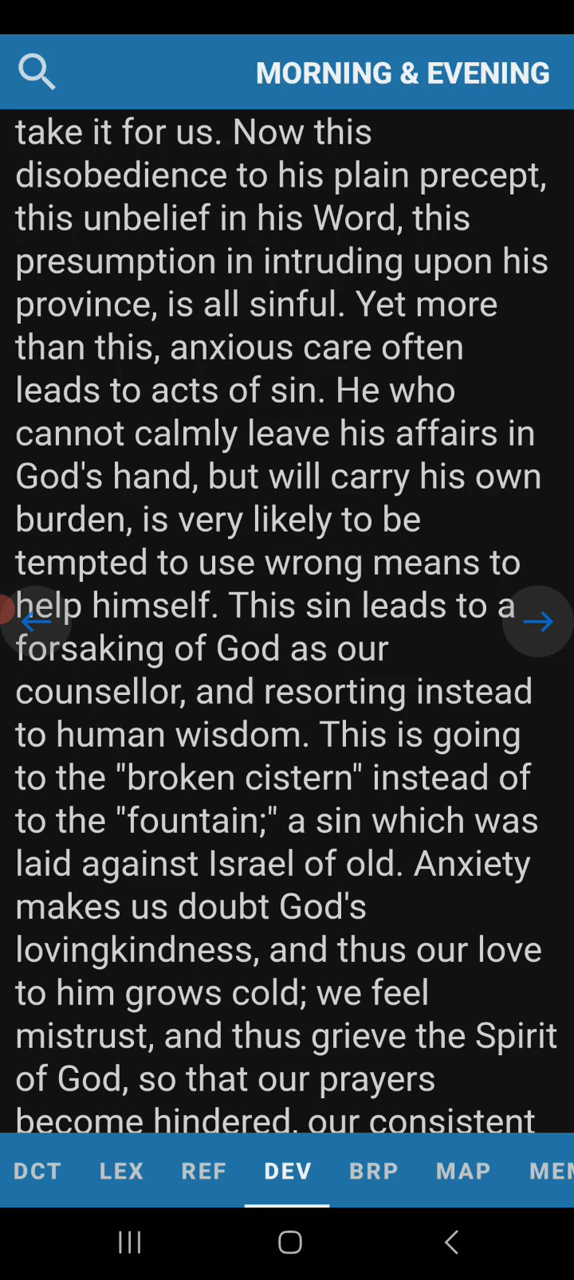 MORNING & EVENING
take it for us. Now this
disobedience to his plain precept,
this unbelief in his Word, this
presumption in intruding upon his
province, is all sinful. Yet more
than this, anxious care often
leads to acts of sin. He who
cannot calmly leave his affairs in
God's hand, but will carry his own
burden, is very likely to be
tempted to use wrong means to
help himself. This sin leads to a
forsaking of God as our
counsellor, and resorting instead
to human wisdom. This is going
to the "broken cistern" instead of
to the "fountain;" a sin which was
laid against Israel of old. Anxiety
makes us doubt God's
lovingkindness, and thus our love
to him grows cold; we feel
mistrust, and thus grieve the Spirit
of God, so that our prayers
become hindered, our consistent
DCT LEX REF DEV BRP MAP MEM